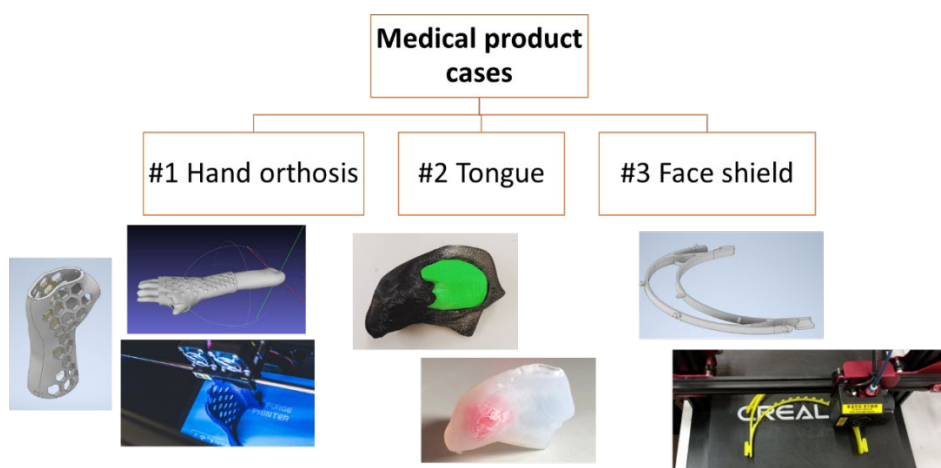 Medical product
cases
#1 Hand orthosis
#2 Tongue
#3 Face shield
CREAL